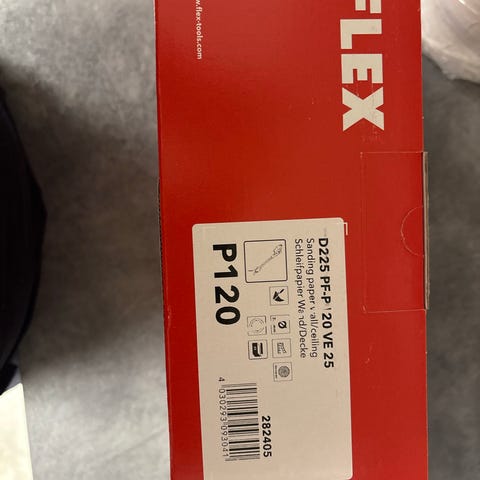 www.flex-tools.com
FLEX
D225 PF-P120 VE 25
Sanding paper wall/ceiling
Schleifpapier Wand/Decke
P120
282405
4 030293 093041